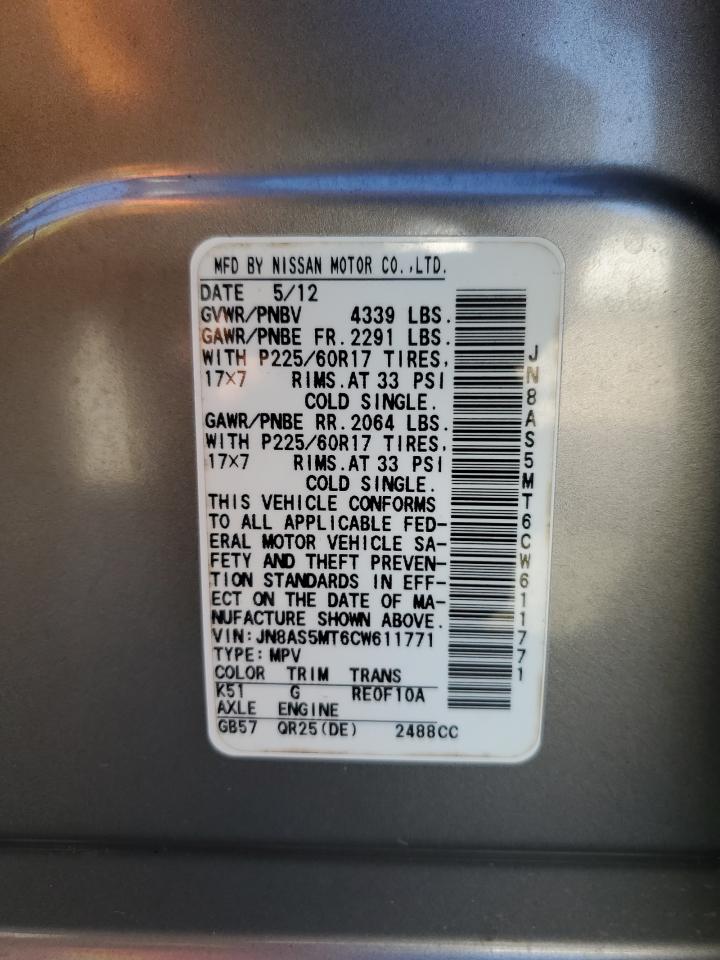 MFD BY NISSAN MOTOR CO.,LTD.
DATE 5/12
GVWR/PNBV 4339 LBS.
GAWR/PNBE FR.2291 LBS.
WITH P225/60R17 TIRES,
17×7 RIMS.AT 33 PSI
COLD SINGLE.
GAWR/PNBE RR.2064 LBS.
WITH P225/60R17 TIRES,
17×7 RIMS.AT 33 PSI
COLD SINGLE.
THIS VEHICLE CONFORMS
TO ALL APPLICABLE FED-
ERAL MOTOR VEHICLE SA-
FETY AND THEFT PREVEN-
TION STANDARDS IN EFF-
ECT ON THE DATE OF MA-
NUFACTURE SHOWN ABOVE.
VIN:JN8AS5MT6CW611771
TYPE:MPV
COLOR TRIM TRANS
K51 G RE0F10A
AXLE ENGINE
GB57 QR25(DE) 2488CC
JN8AS5MT6CW611771